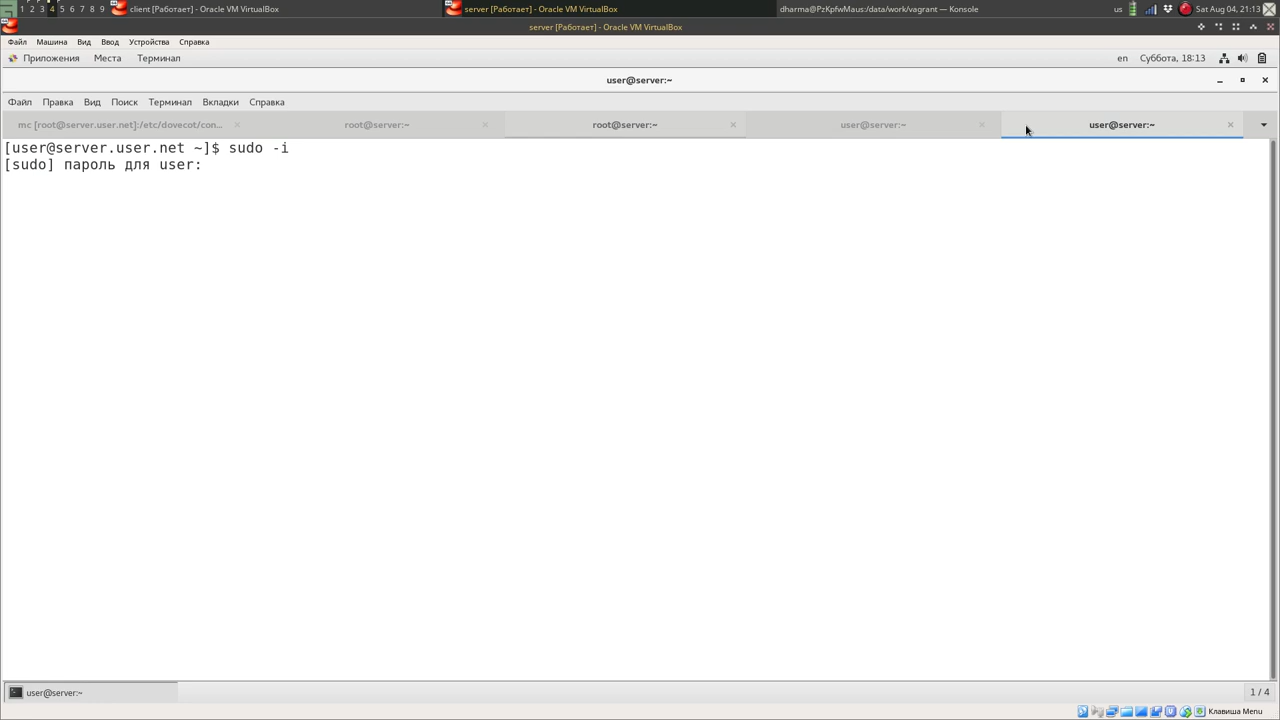 1 2 3 4 5 6 7 8 9 client [Работает] - Oracle VM VirtualBox server [Работает] - Oracle VM VirtualBox dharma@PzKpfwMaus:/data/work/vagrant — Konsole us Sat Aug 04, 21:13
server [Работает] - Oracle VM VirtualBox
Файл Машина Вид Ввод Устройства Справка
Приложения Места Терминал en Суббота, 18:13
user@server:~
Файл Правка Вид Поиск Терминал Вкладки Справка
mc [root@server.user.net]:/etc/dovecot/con... root@server:~ root@server:~ user@server:~ user@server:~
[user@server.user.net ~]$ sudo -i
[sudo] пароль для user:
user@server:~ 1 / 4
Клавиша Menu